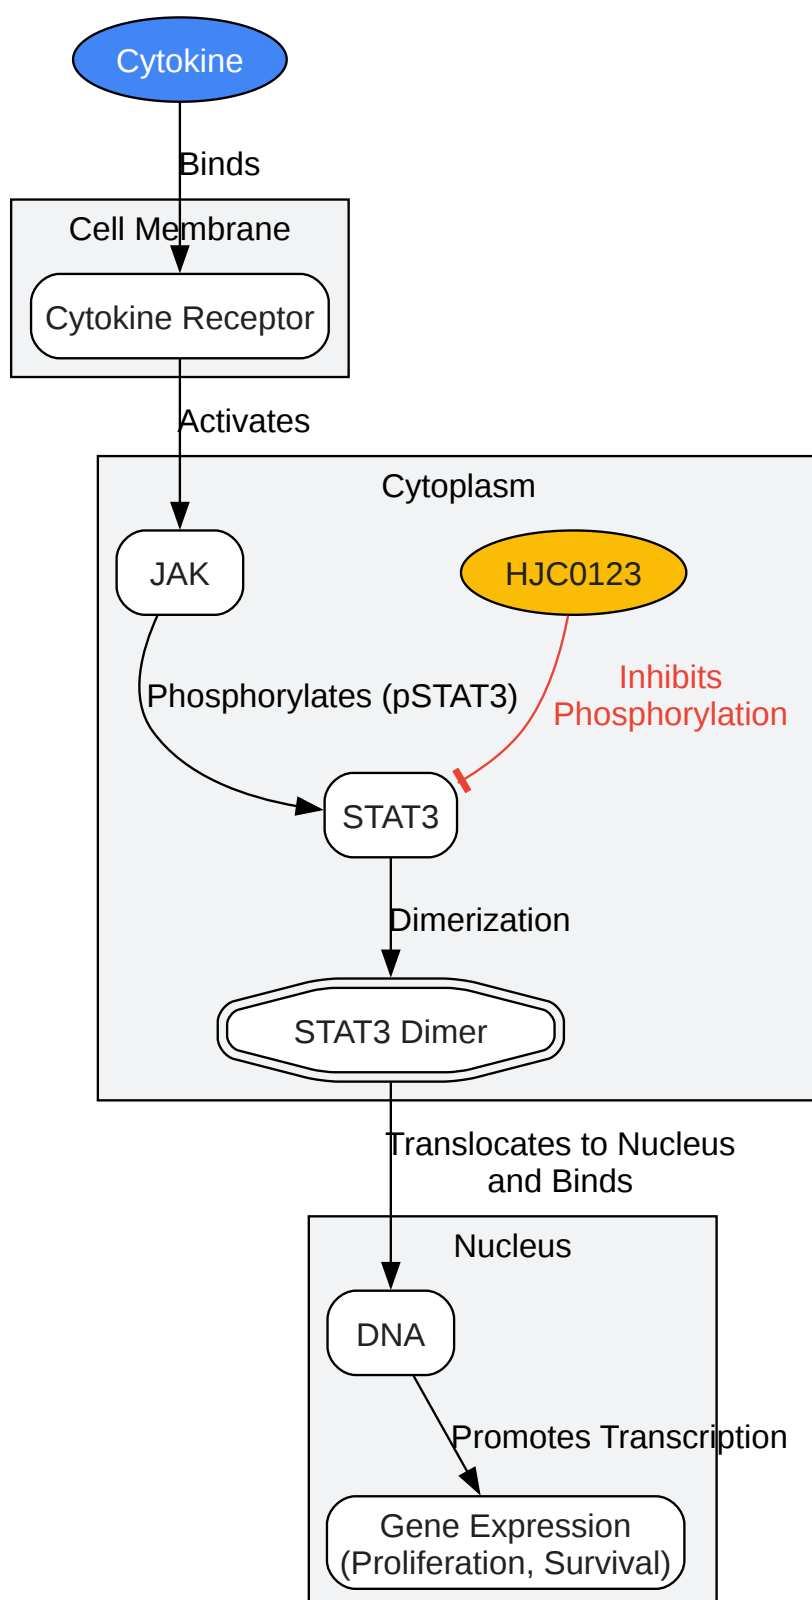 Cytokine
Binds
Cell Membrane
Cytokine Receptor
Activates
Cytoplasm
JAK
HJC0123
Inhibits
Phosphorylation
Phosphorylates (pSTAT3)
STAT3
Dimerization
STAT3 Dimer
Translocates to Nucleus
and Binds
Nucleus
DNA
Promotes Transcription
Gene Expression
(Proliferation, Survival)